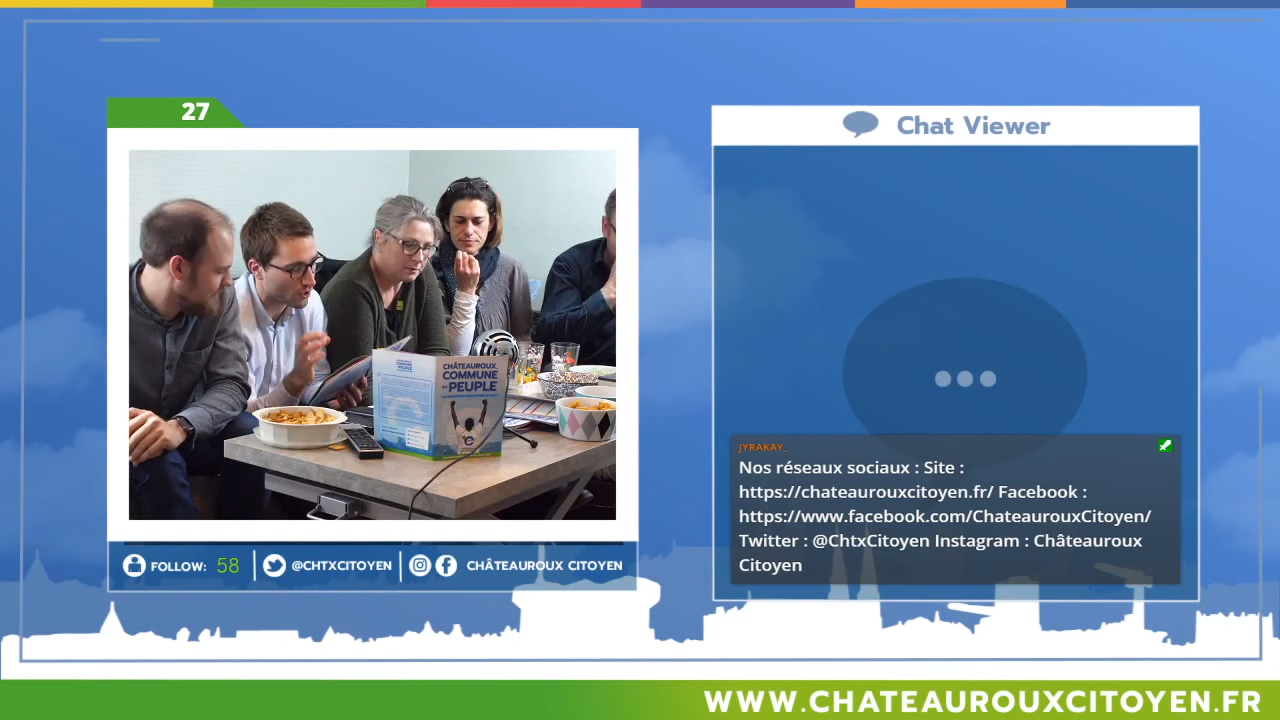 27
Chat Viewer
CHÂTEAUROUX,
COMMUNE
DU PEUPLE
JYRAKAY_
Nos réseaux sociaux : Site :
https://chateaurouxcitoyen.fr/ Facebook :
https://www.facebook.com/ChateaurouxCitoyen/
Twitter : @ChtxCitoyen Instagram : Châteauroux
Citoyen
FOLLOW: 58
@CHTXCITOYEN
CHÂTEAUROUX CITOYEN
WWW.CHATEAUROUXCITOYEN.FR